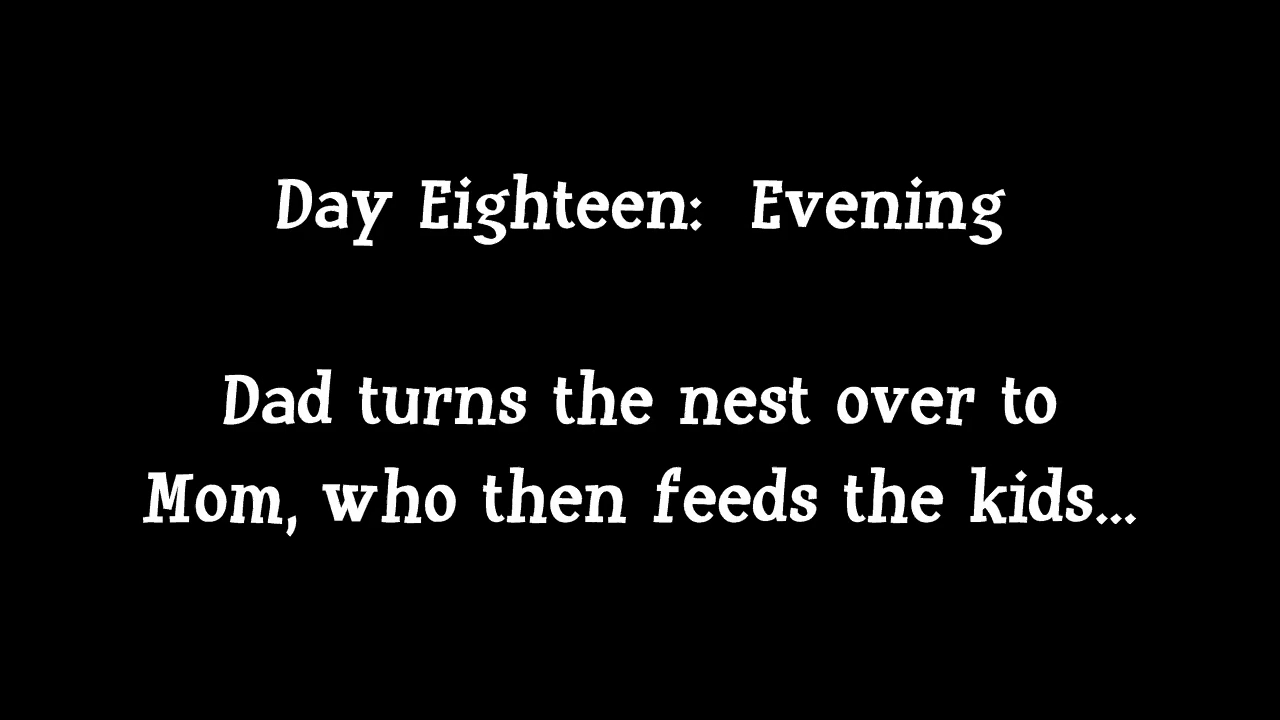 Day Eighteen:  Evening
Dad turns the nest over to
Mom, who then feeds the kids...